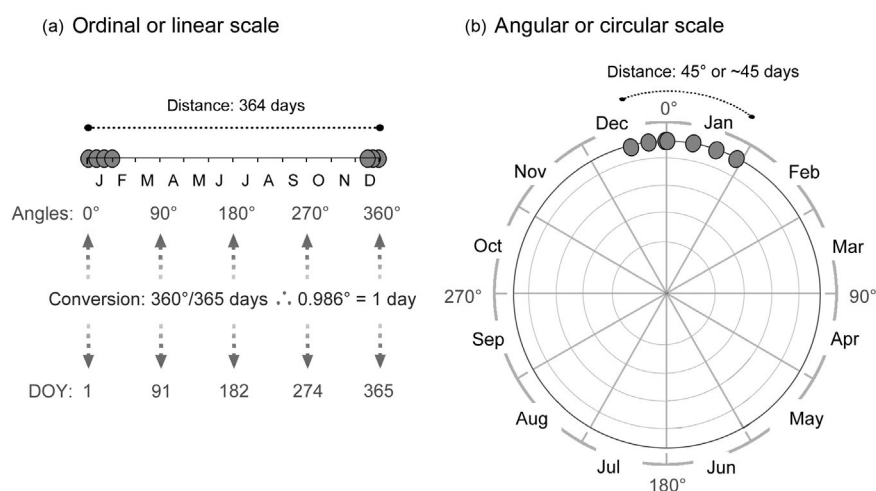 (a) Ordinal or linear scale
Distance: 364 days
J F M A M J J A S O N D
Angles: 0° 90° 180° 270° 360°
Conversion: 360°/365 days ∴ 0.986° = 1 day
DOY: 1 91 182 274 365
(b) Angular or circular scale
Distance: 45° or ~45 days
0°
Dec Jan
Nov Feb
Oct Mar
270° 90°
Sep Apr
Aug May
Jul Jun
180°